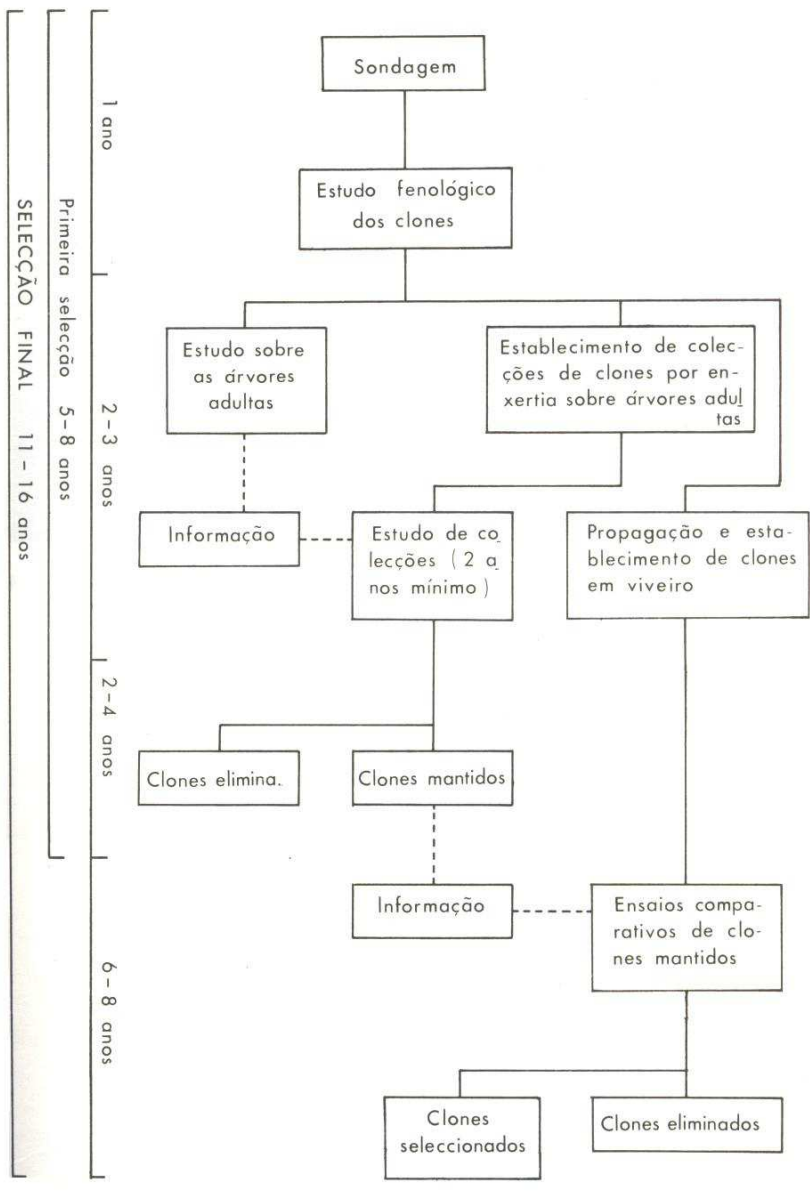 Sondagem
Estudo fenológico
dos clones
Estudo sobre
as árvores
adultas
Establecimento de colec-
ções de clones por en-
xertia sobre árvores adul
tas
Informação
Estudo de co
lecções ( 2 a
nos mínimo )
Propagação e esta-
blecimento de clones
em viveiro
Clones elimina.
Clones mantidos
Informação
Ensaios compa-
rativos de clo-
nes mantidos
Clones
seleccionados
Clones eliminados
1 ano
2-3 anos
2-4 anos
6-8 anos
Primeira selecção 5-8 anos
SELECÇÃO FINAL 11-16 anos